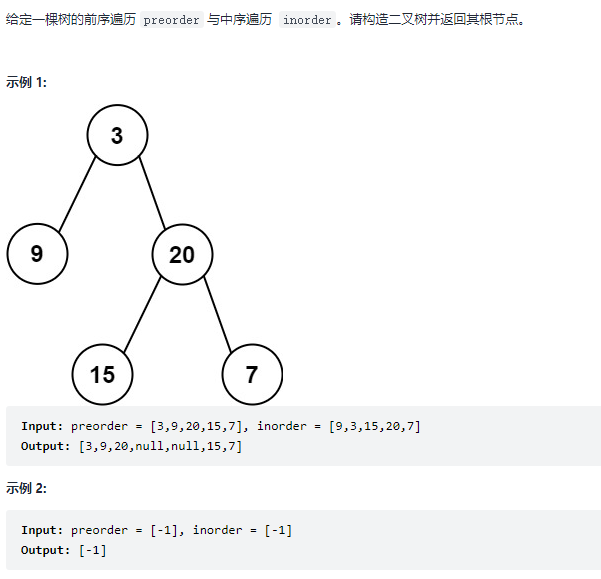 给定一棵树的前序遍历 preorder 与中序遍历 inorder。请构造二叉树并返回其根节点。
示例 1:
3
9
20
15
7
Input: preorder = [3,9,20,15,7], inorder = [9,3,15,20,7]
Output: [3,9,20,null,null,15,7]
示例 2:
Input: preorder = [-1], inorder = [-1]
Output: [-1]